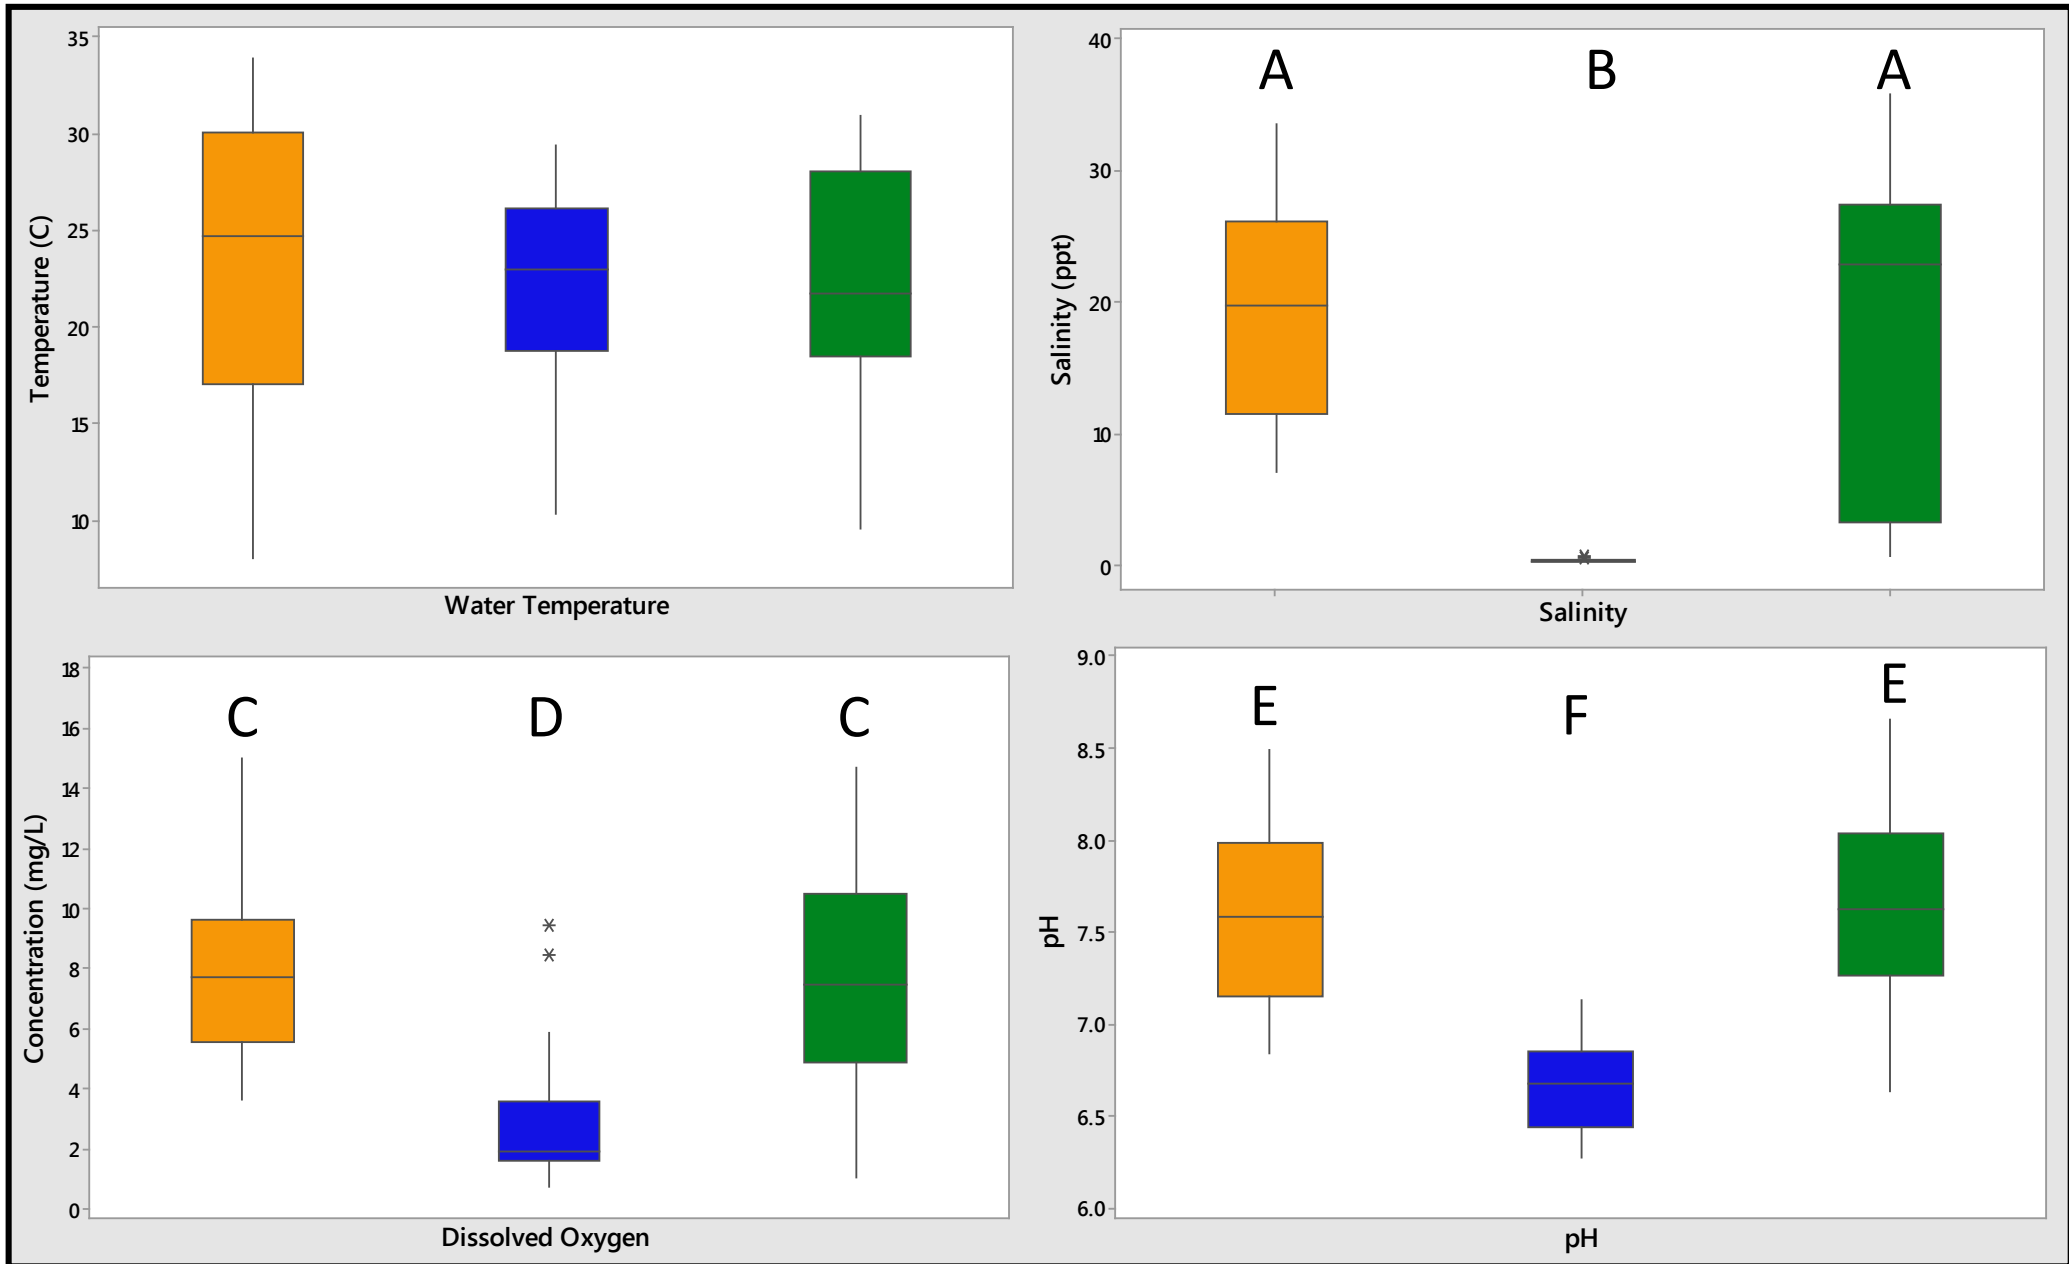 35
30
25
20
15
10
Temperature (C)
Water Temperature
40
30
20
10
0
Salinity (ppt)
A B A
Salinity
18
16
14
12
10
8
6
4
2
0
Concentration (mg/L)
C D C
Dissolved Oxygen
9.0
8.5
8.0
7.5
7.0
6.5
6.0
pH
E F E
pH